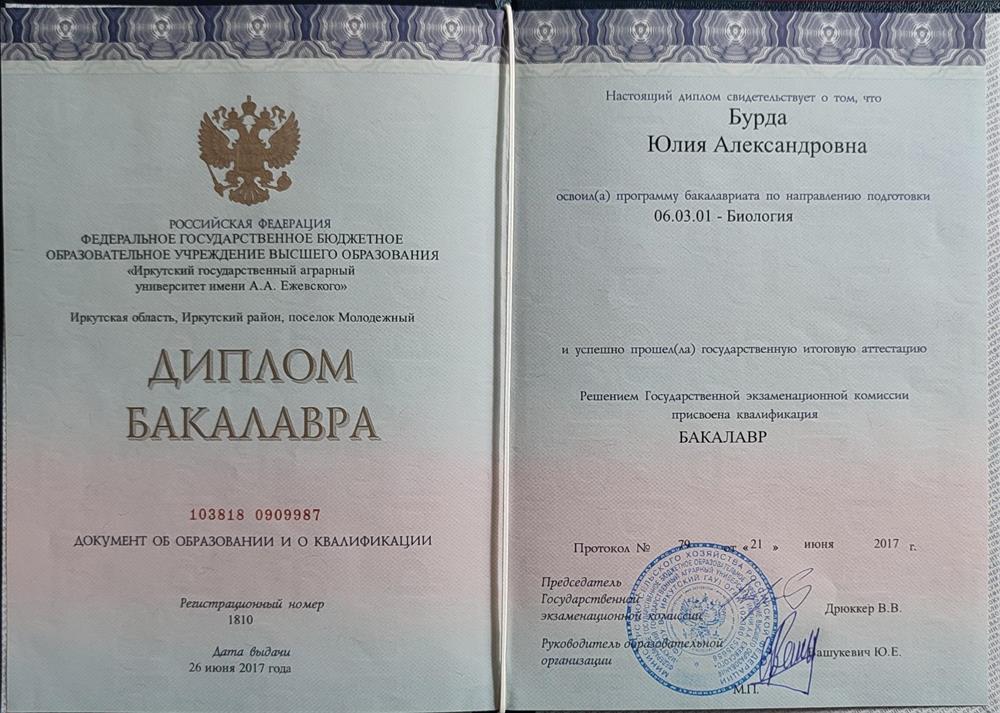 РОССИЙСКАЯ ФЕДЕРАЦИЯ
ФЕДЕРАЛЬНОЕ ГОСУДАРСТВЕННОЕ БЮДЖЕТНОЕ
ОБРАЗОВАТЕЛЬНОЕ УЧРЕЖДЕНИЕ ВЫСШЕГО ОБРАЗОВАНИЯ
«Иркутский государственный аграрный
университет имени А.А. Ежевского»
Иркутская область, Иркутский район, поселок Молодежный
ДИПЛОМ
БАКАЛАВРА
103818 0909987
ДОКУМЕНТ ОБ ОБРАЗОВАНИИ И О КВАЛИФИКАЦИИ
Регистрационный номер
1810
Дата выдачи
26 июня 2017 года
Настоящий диплом свидетельствует о том, что
Бурда
Юлия Александровна
освоил(а) программу бакалавриата по направлению подготовки
06.03.01 - Биология
и успешно прошел(ла) государственную итоговую аттестацию
Решением Государственной экзаменационной комиссии
присвоена квалификация
БАКАЛАВР
Протокол № 79 от «21» июня 2017 г.
Председатель
Государственной
экзаменационной комиссии
Дрюккер В.В.
Руководитель образовательной
организации
Вашукевич Ю.Е.
М.П.